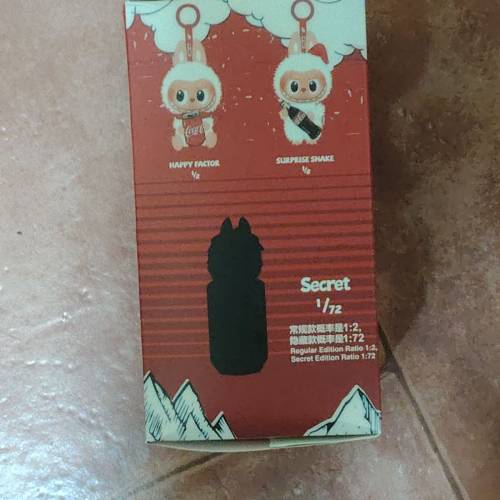 HAPPY FACTOR
1/2
SURPRISE SHAKE
1/2
Secret
1/72
常规款概率是1:2,
隐藏款概率是1:72
Regular Edition Ratio 1:2,
Secret Edition Ratio 1:72